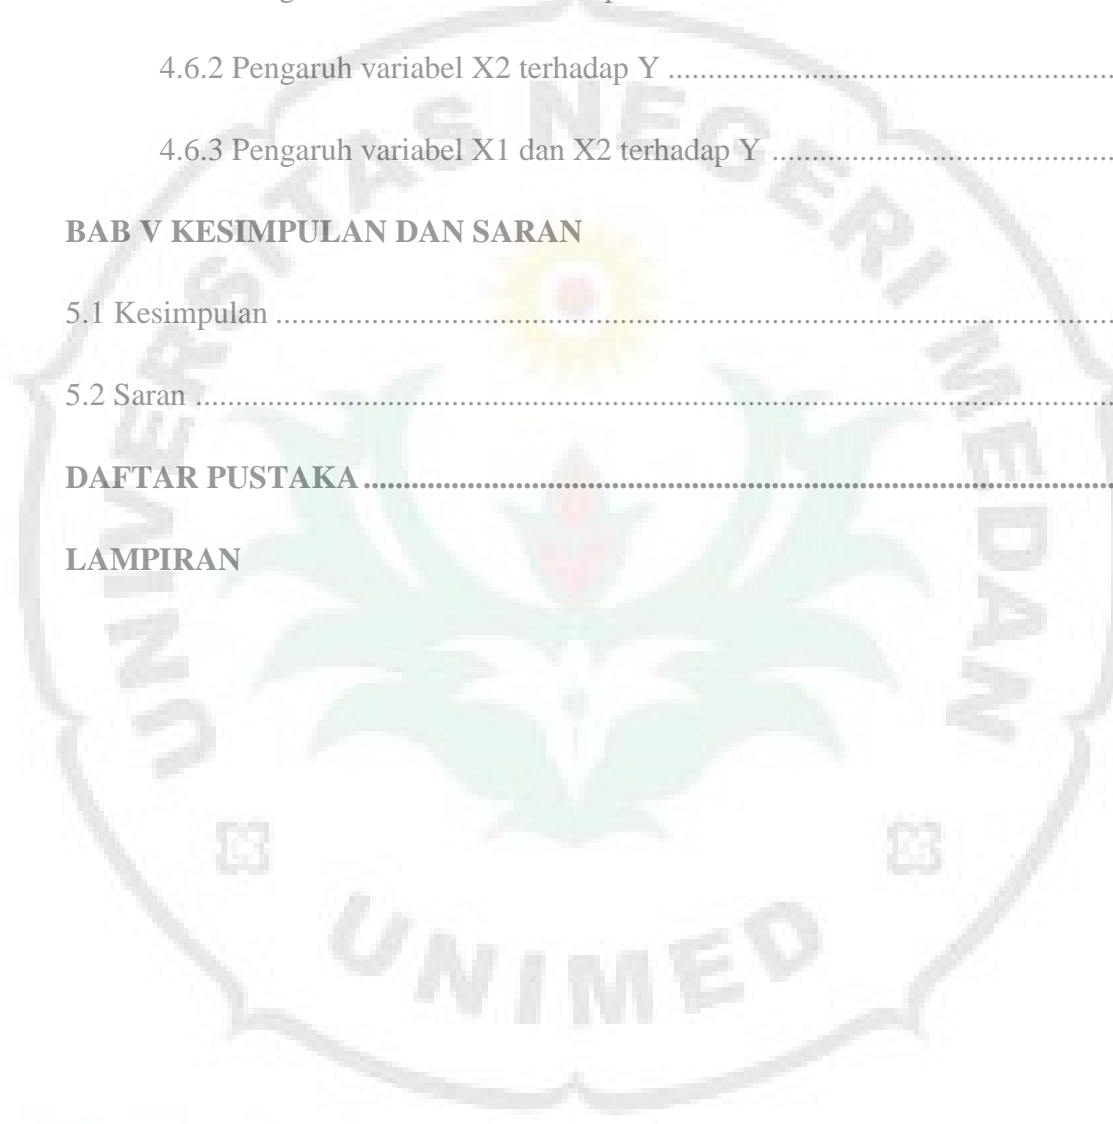 4.6.2 Pengaruh variabel X2 terhadap Y ........................................................
4.6.3 Pengaruh variabel X1 dan X2 terhadap Y ...........................................
BAB V KESIMPULAN DAN SARAN
5.1 Kesimpulan .........................................................................................................
5.2 Saran ...................................................................................................................
DAFTAR PUSTAKA ...............................................................................................
LAMPIRAN
UNIVERSITAS NEGERI MEDAN
UNIMED